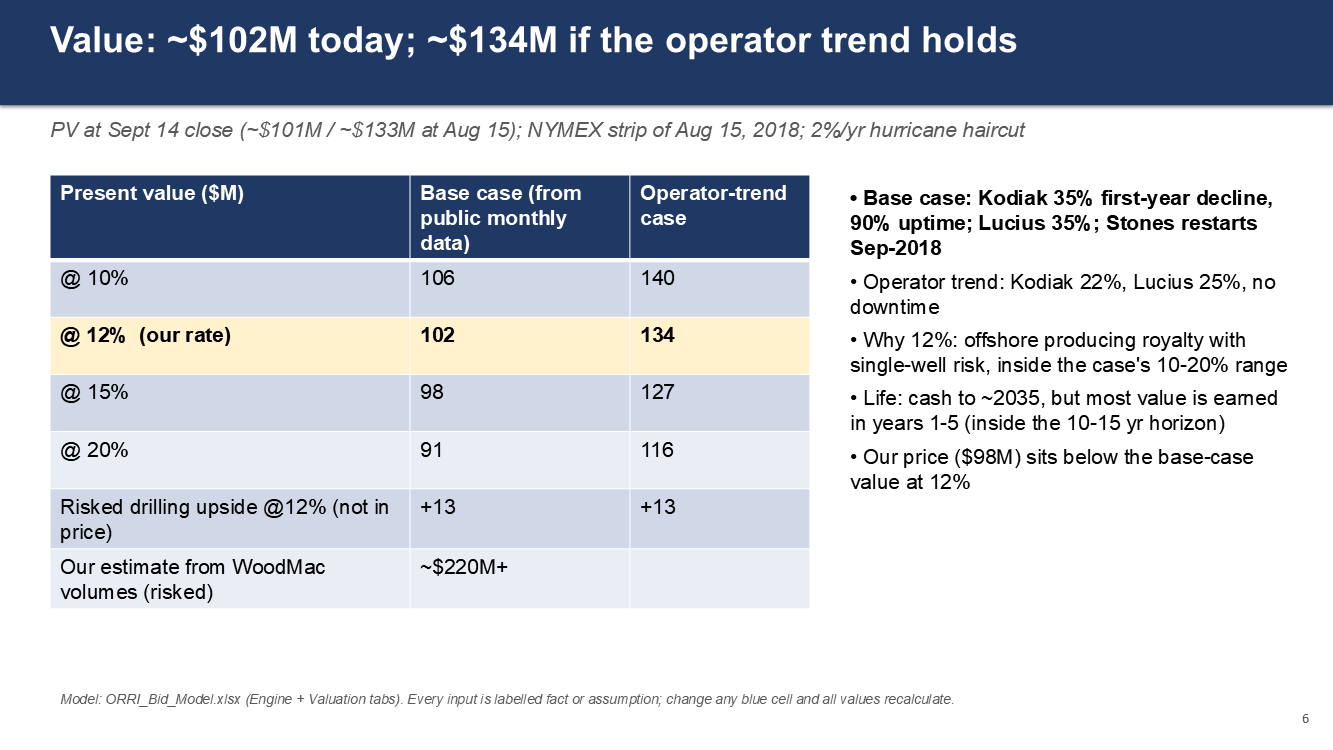 Value: ~$102M today; ~$134M if the operator trend holds
PV at Sept 14 close (~$101M / ~$133M at Aug 15); NYMEX strip of Aug 15, 2018; 2%/yr hurricane haircut
Present value ($M)
Base case (from
public monthly
data)
Operator-trend
case
@ 10%
106
140
@ 12%  (our rate)
102
134
@ 15%
98
127
@ 20%
91
116
Risked drilling upside @12% (not in
price)
+13
+13
Our estimate from WoodMac
volumes (risked)
~$220M+
• Base case: Kodiak 35% first-year decline,
90% uptime; Lucius 35%; Stones restarts
Sep-2018
• Operator trend: Kodiak 22%, Lucius 25%, no
downtime
• Why 12%: offshore producing royalty with
single-well risk, inside the case's 10-20% range
• Life: cash to ~2035, but most value is earned
in years 1-5 (inside the 10-15 yr horizon)
• Our price ($98M) sits below the base-case
value at 12%
Model: ORRI_Bid_Model.xlsx (Engine + Valuation tabs). Every input is labelled fact or assumption; change any blue cell and all values recalculate.
6